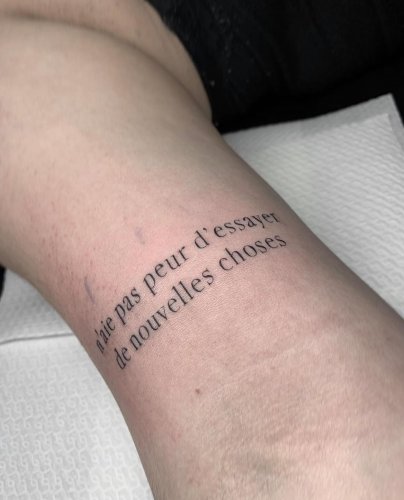 n'aie pas peur d'essayer
de nouvelles choses